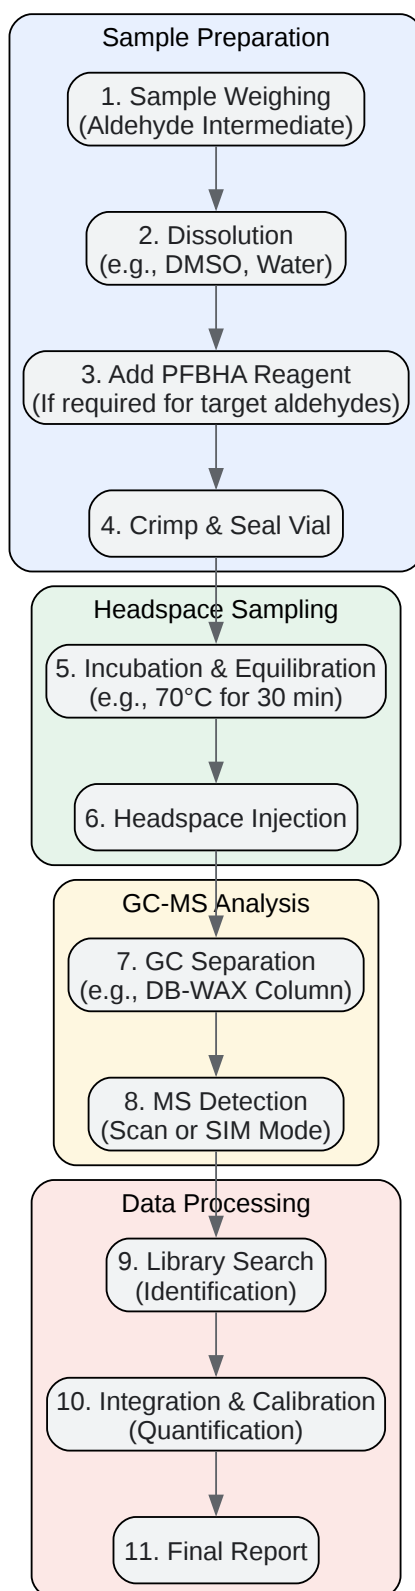 Sample Preparation
1. Sample Weighing
(Aldehyde Intermediate)
2. Dissolution
(e.g., DMSO, Water)
3. Add PFBHA Reagent
(If required for target aldehydes)
4. Crimp & Seal Vial
Headspace Sampling
5. Incubation & Equilibration
(e.g., 70°C for 30 min)
6. Headspace Injection
GC-MS Analysis
7. GC Separation
(e.g., DB-WAX Column)
8. MS Detection
(Scan or SIM Mode)
Data Processing
9. Library Search
(Identification)
10. Integration & Calibration
(Quantification)
11. Final Report